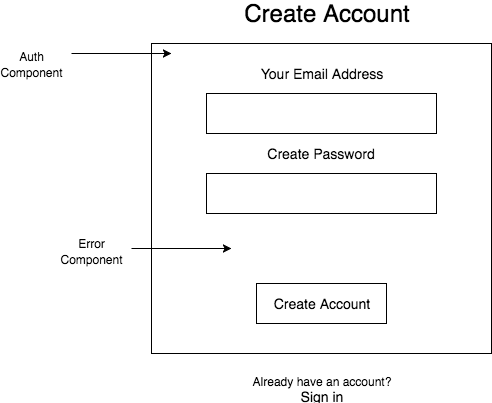 Create Account
Auth
Component
Your Email Address
Create Password
Error
Component
Create Account
Already have an account?
Sign in